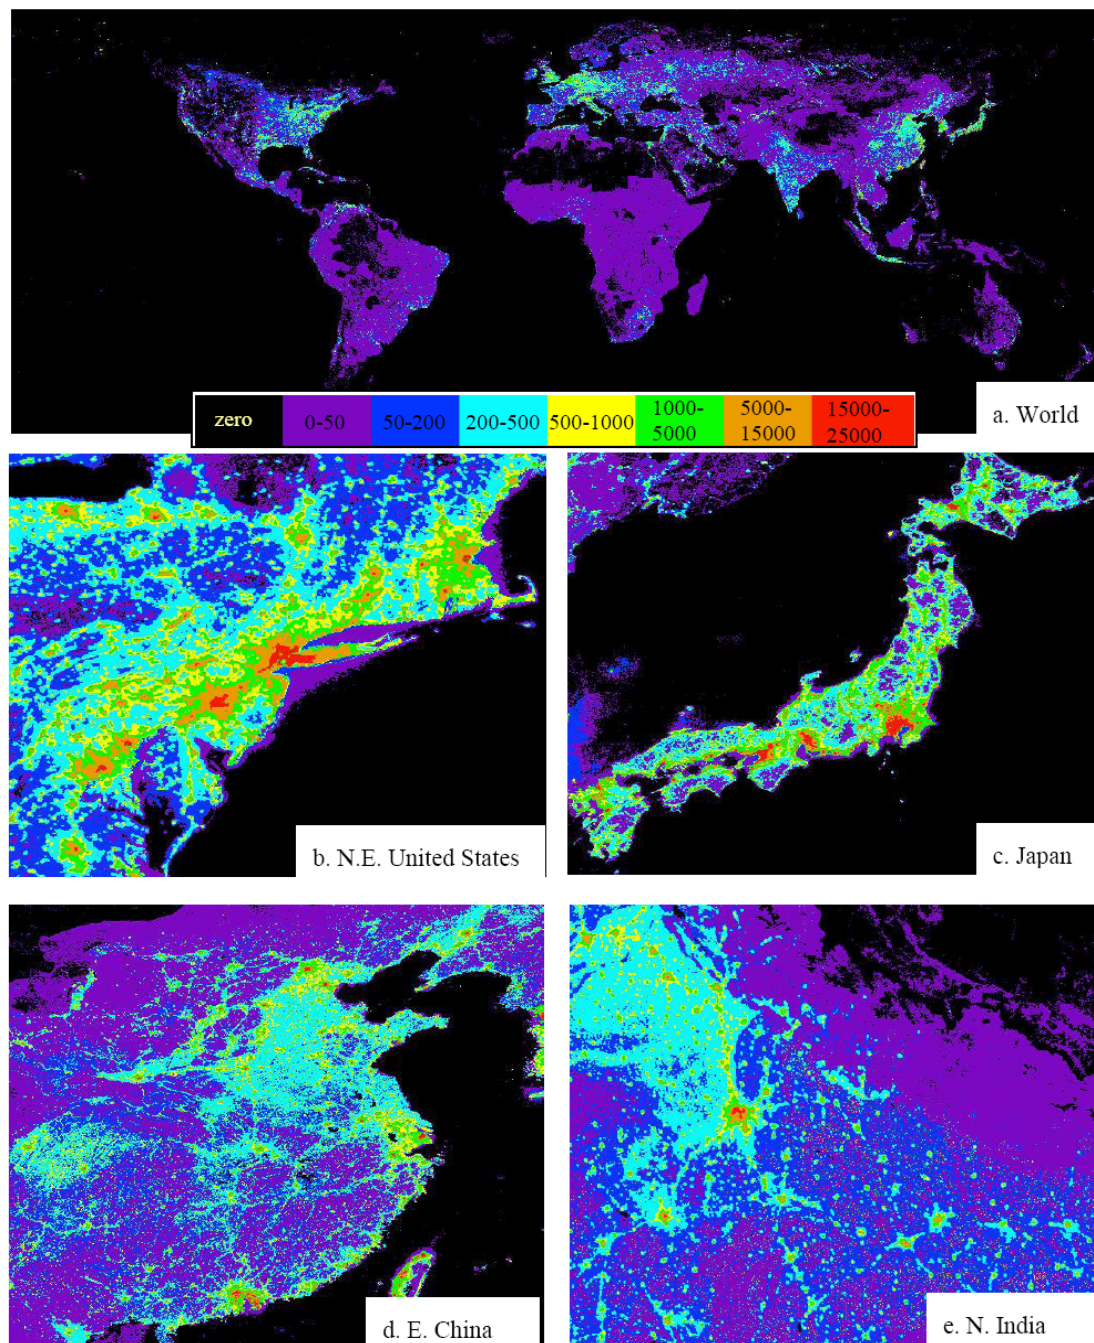 zero 0-50 50-200 200-500 500-1000 1000-5000 5000-15000 15000-25000
a. World
b. N.E. United States
c. Japan
d. E. China
e. N. India